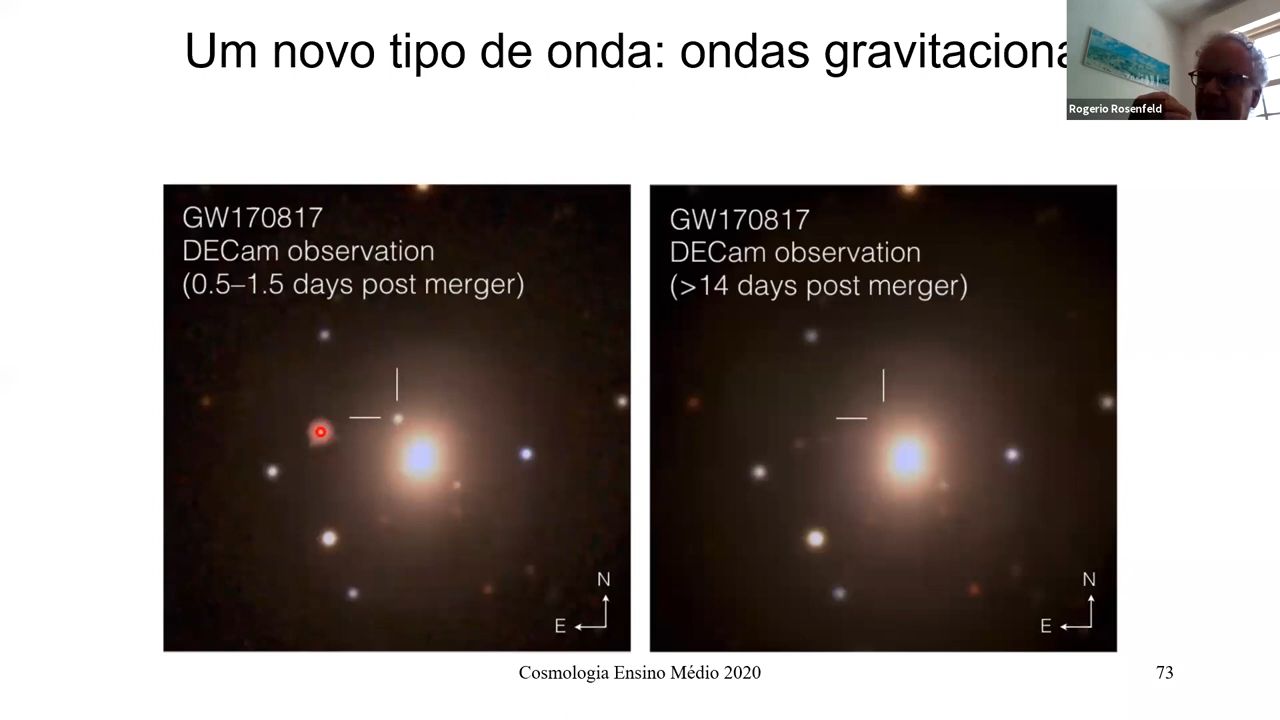 Um novo tipo de onda: ondas gravitaciona
Rogerio Rosenfeld
GW170817
DECam observation
(0.5–1.5 days post merger)
N
E
GW170817
DECam observation
(>14 days post merger)
N
E
Cosmologia Ensino Médio 2020
73